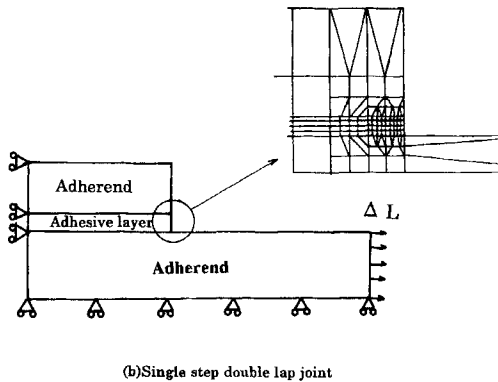 Adherend
Adhesive layer
Δ L
Adherend
(b)Single step double lap joint